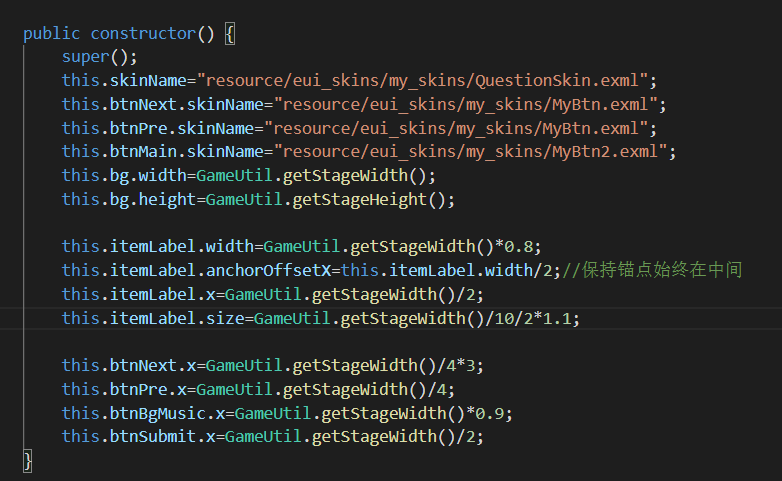 public constructor() {
super();
this.skinName="resource/eui_skins/my_skins/QuestionSkin.exml";
this.btnNext.skinName="resource/eui_skins/my_skins/MyBtn.exml";
this.btnPre.skinName="resource/eui_skins/my_skins/MyBtn.exml";
this.btnMain.skinName="resource/eui_skins/my_skins/MyBtn2.exml";
this.bg.width=GameUtil.getStageWidth();
this.bg.height=GameUtil.getStageHeight();
this.itemLabel.width=GameUtil.getStageWidth()*0.8;
this.itemLabel.anchorOffsetX=this.itemLabel.width/2;//保持锚点始终在中间
this.itemLabel.x=GameUtil.getStageWidth()/2;
this.itemLabel.size=GameUtil.getStageWidth()/10/2*1.1;
this.btnNext.x=GameUtil.getStageWidth()/4*3;
this.btnPre.x=GameUtil.getStageWidth()/4;
this.btnBgMusic.x=GameUtil.getStageWidth()*0.9;
this.btnSubmit.x=GameUtil.getStageWidth()/2;
}